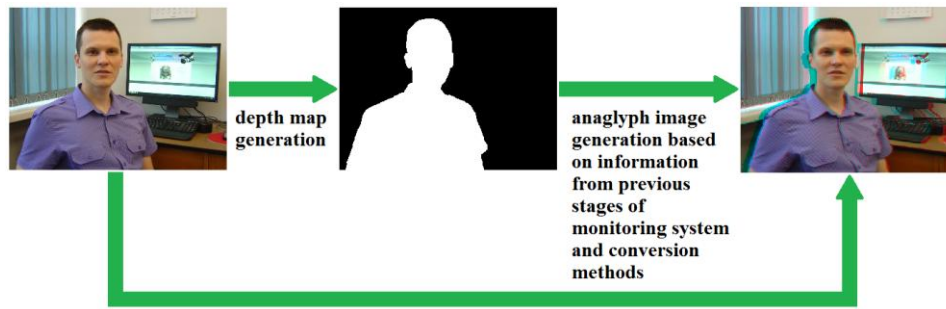 depth map
generation
anaglyph image
generation based
on information
from previous
stages of
monitoring system
and conversion
methods